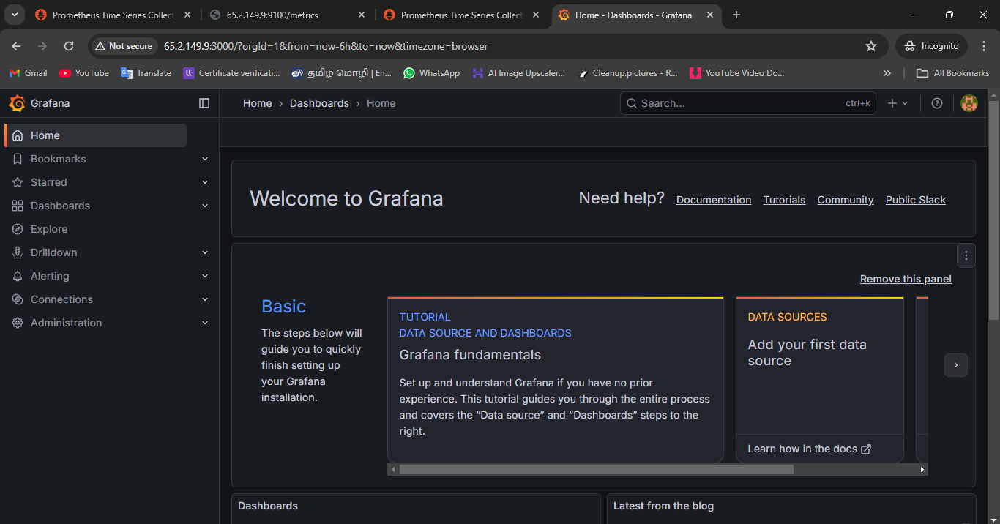 Prometheus Time Series Collect
65.2.149.9:9100/metrics
Prometheus Time Series Collect
Home - Dashboards - Grafana
Not secure
65.2.149.9:3000/?orgId=1&from=now-6h&to=now&timezone=browser
Incognito
Gmail
YouTube
Translate
Certificate verificati...
தமிழ் மொழி | En...
WhatsApp
AI Image Upscaler...
Cleanup.pictures - R...
YouTube Video Do...
All Bookmarks
Grafana
Home › Dashboards › Home
Search...
ctrl+k
Home
Bookmarks
Starred
Dashboards
Explore
Drilldown
Alerting
Connections
Administration
Welcome to Grafana
Need help?
Documentation
Tutorials
Community
Public Slack
Remove this panel
Basic
The steps below will
guide you to quickly
finish setting up
your Grafana
installation.
TUTORIAL
DATA SOURCE AND DASHBOARDS
Grafana fundamentals
Set up and understand Grafana if you have no prior
experience. This tutorial guides you through the entire process
and covers the “Data source” and “Dashboards” steps to the
right.
DATA SOURCES
Add your first data
source
Learn how in the docs
Dashboards
Latest from the blog